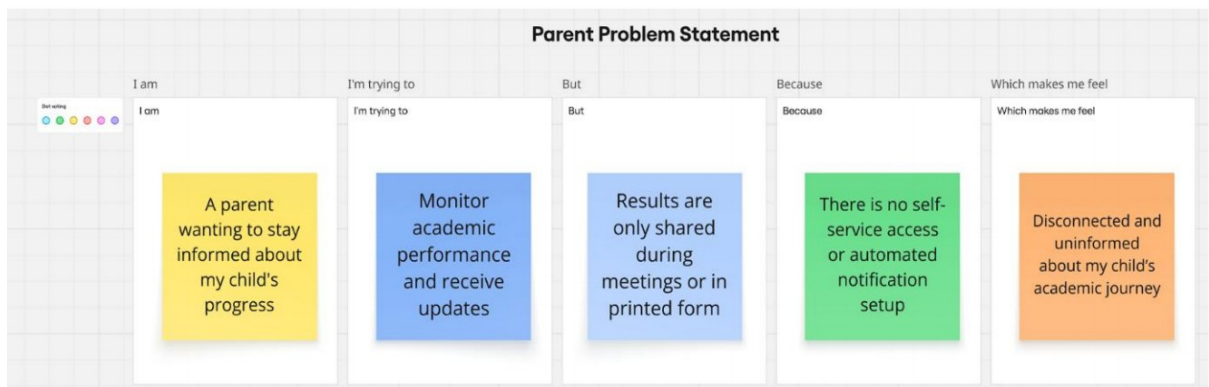 Parent Problem Statement
I am
I'm trying to
But
Because
Which makes me feel
Dot voting
I am
I'm trying to
But
Because
Which makes me feel
A parent
wanting to stay
informed about
my child's
progress
Monitor
academic
performance
and receive
updates
Results are
only shared
during
meetings or in
printed form
There is no self-
service access
or automated
notification
setup
Disconnected and
uninformed
about my child's
academic journey